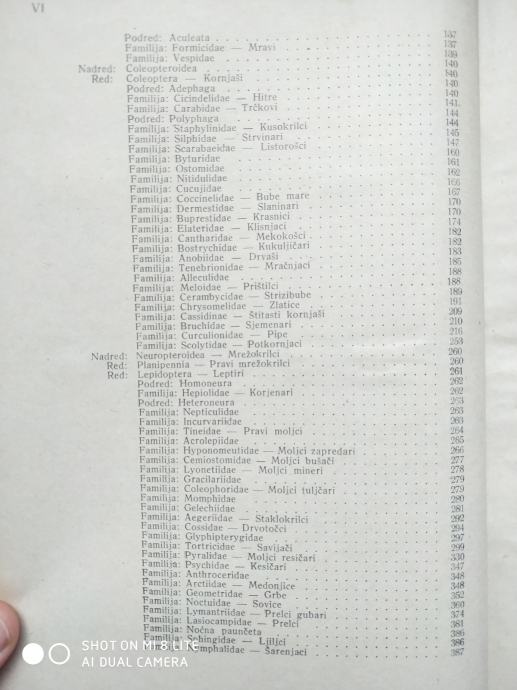 VI
Podred: Aculeata . . . 137
Familija: Formicidae — Mravi . . . 137
Familija: Vespidae . . . 139
Nadred: Coleopteroidea . . . 140
Red: Coleoptera — Kornjaši . . . 140
Podred: Adephaga . . . 140
Familija: Cicindelidae — Hitre . . . 140
Familija: Carabidae — Trčkovi . . . 141
Podred: Polyphaga . . . 144
Familija: Staphylinidae — Kusokrilci . . . 144
Familija: Silphidae — Strvinari . . . 145
Familija: Scarabaeidae — Listorošci . . . 147
Familija: Byturidae . . . 160
Familija: Ostomidae . . . 161
Familija: Nitidulidae . . . 162
Familija: Cucujidae . . . 166
Familija: Coccinelidae — Bube mare . . . 167
Familija: Dermestidae — Slaninari . . . 170
Familija: Buprestidae — Krasnici . . . 170
Familija: Elateridae — Klisnjaci . . . 174
Familija: Cantharidae — Mekokošci . . . 182
Familija: Bostrychidae — Kukuljičari . . . 182
Familija: Anobiidae — Drvaši . . . 183
Familija: Tenebrionidae — Mračnjaci . . . 185
Familija: Alleculidae . . . 188
Familija: Meloidae — Prištilci . . . 188
Familija: Cerambycidae — Strizibube . . . 189
Familija: Chrysomelidae — Zlatice . . . 191
Familija: Cassidinae — Štitasti kornjaši . . . 209
Familija: Bruchidae — Sjemenari . . . 210
Familija: Curculionidae — Pipe . . . 216
Familija: Scolytidae — Potkornjaci . . . 253
Nadred: Neuropteroidea — Mrežokrilci . . . 260
Red: Planipennia — Pravi mrežokrilci . . . 260
Red: Lepidoptera — Leptiri . . . 261
Podred: Homoneura . . . 262
Familija: Hepiolidae — Korjenari . . . 262
Podred: Heteroneura . . . 263
Familija: Nepticulidae . . . 263
Familija: Incurvariidae . . . 263
Familija: Tineidae — Pravi moljci . . . 264
Familija: Acrolepiidae . . . 265
Familija: Hyponomeutidae — Moljci zapredari . . . 266
Familija: Cemiostomidae — Moljci bušači . . . 277
Familija: Lyonetiidae — Moljci mineri . . . 278
Familija: Gracilariidae . . . 279
Familija: Coleophoridae — Moljci tuljčari . . . 279
Familija: Momphidae . . . 280
Familija: Gelechiidae . . . 281
Familija: Aegeriidae — Staklokrilci . . . 292
Familija: Cossidae — Drvotočci . . . 294
Familija: Glyphipterygidae . . . 297
Familija: Tortricidae — Savijači . . . 299
Familija: Pyralidae — Moljci resičari . . . 330
Familija: Psychidae — Kesičari . . . 347
Familija: Anthroceridae . . . 348
Familija: Arctiidae — Medonjice . . . 348
Familija: Geometridae — Grbe . . . 352
Familija: Noctuidae — Sovice . . . 360
Familija: Lymantriidae — Prelci gubari . . . 374
Familija: Lasiocampidae — Prelci . . . 381
Familija: Noćna paunčeta . . . 386
Familija: Sphingidae — Ljiljci . . . 386
Nymphalidae — Šarenjaci . . . 387
SHOT ON MI 8 LITE
AI DUAL CAMERA